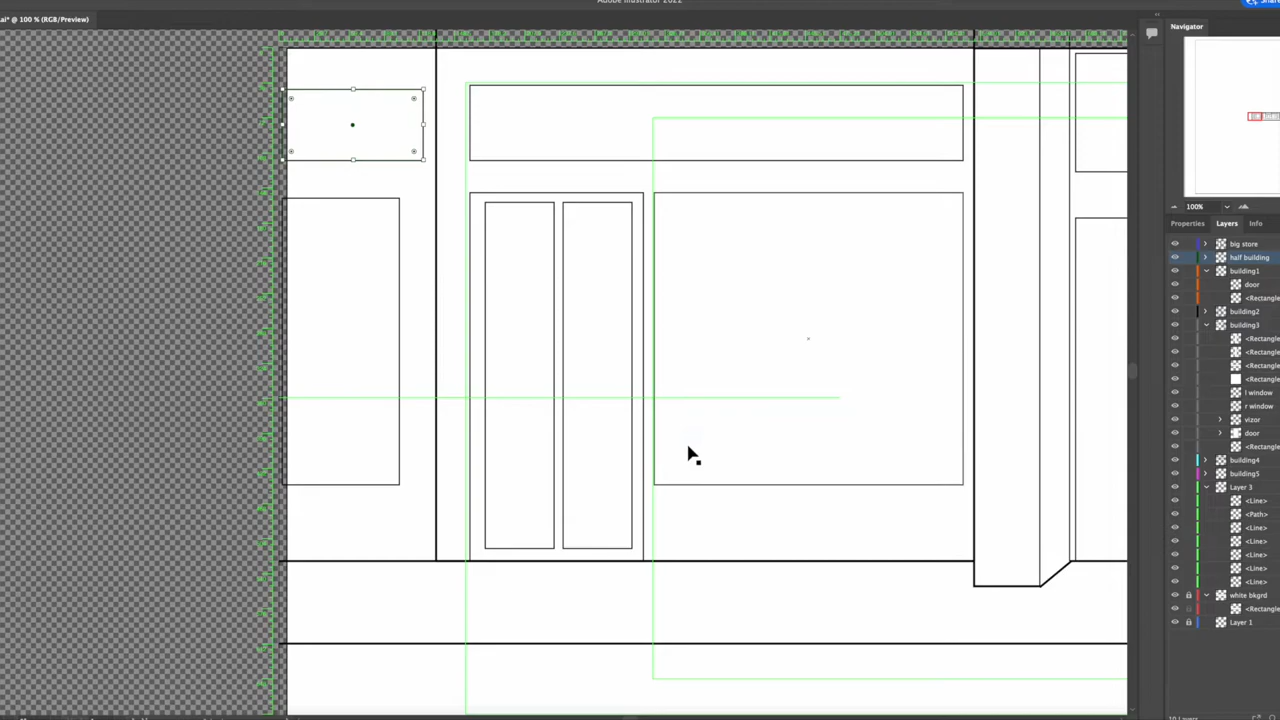 Adobe Illustrator 2022
Share
.ai* @ 100 % (RGB/Preview)
Navigator
100%
Properties
Layers
Info
big store
half building
building1
door
<Rectangle
building2
building3
<Rectangle
<Rectangle
<Rectangle
<Rectangle
l window
r window
vizor
door
<Rectangle
building4
building5
Layer 3
<Line>
<Path>
<Line>
<Line>
<Line>
<Line>
<Line>
white bkgrd
<Rectangle
Layer 1